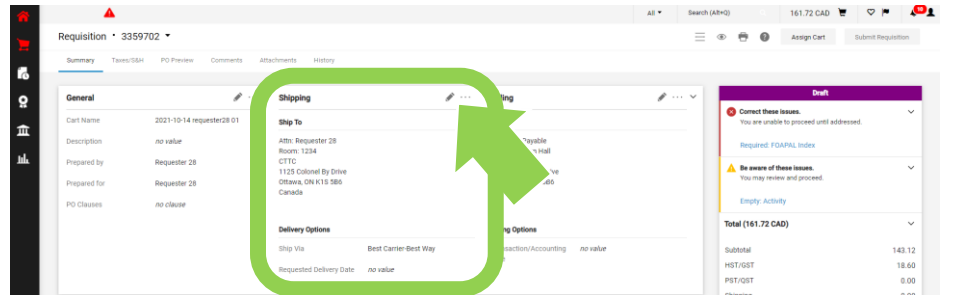 All ▾ Search (Alt+Q) 161.72 CAD
Requisition • 3359702 ▾
Assign Cart Submit Requisition
Summary Taxes/S&H PO Preview Comments Attachments History
General
Cart Name 2021-10-14 requester28 01
Description no value
Prepared by Requester 28
Prepared for Requester 28
PO Clauses no clause
Shipping
Ship To
Attn: Requester 28
Room: 1234
CTTC
1125 Colonel By Drive
Ottawa, ON K1S 5B6
Canada
Delivery Options
Ship Via Best Carrier-Best Way
Requested Delivery Date no value
Payable
Hall
no value
Draft
Correct these issues.
You are unable to proceed until addressed.
Required: FOAPAL Index
Be aware of these issues.
You may review and proceed.
Empty: Activity
Total (161.72 CAD)
Subtotal 143.12
HST/GST 18.60
PST/QST 0.00
Shipping 0.00